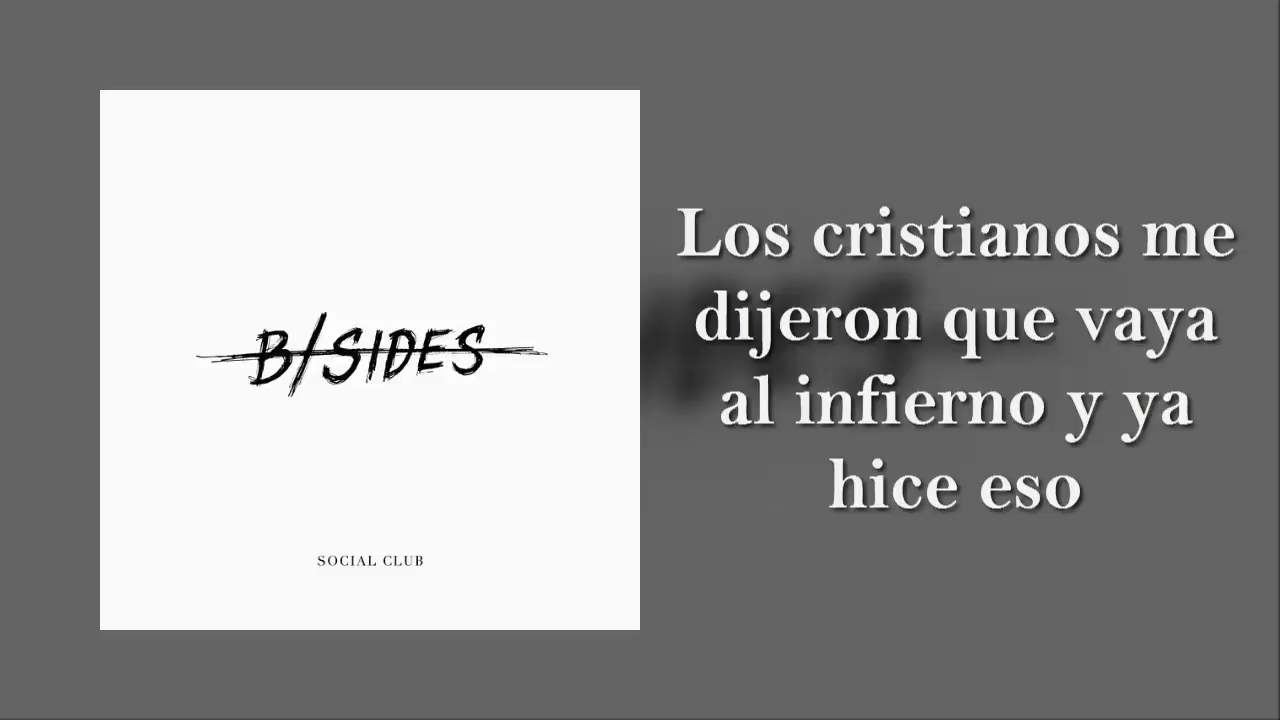 B/SIDES
SOCIAL CLUB
Los cristianos me
dijeron que vaya
al infierno y ya
hice eso